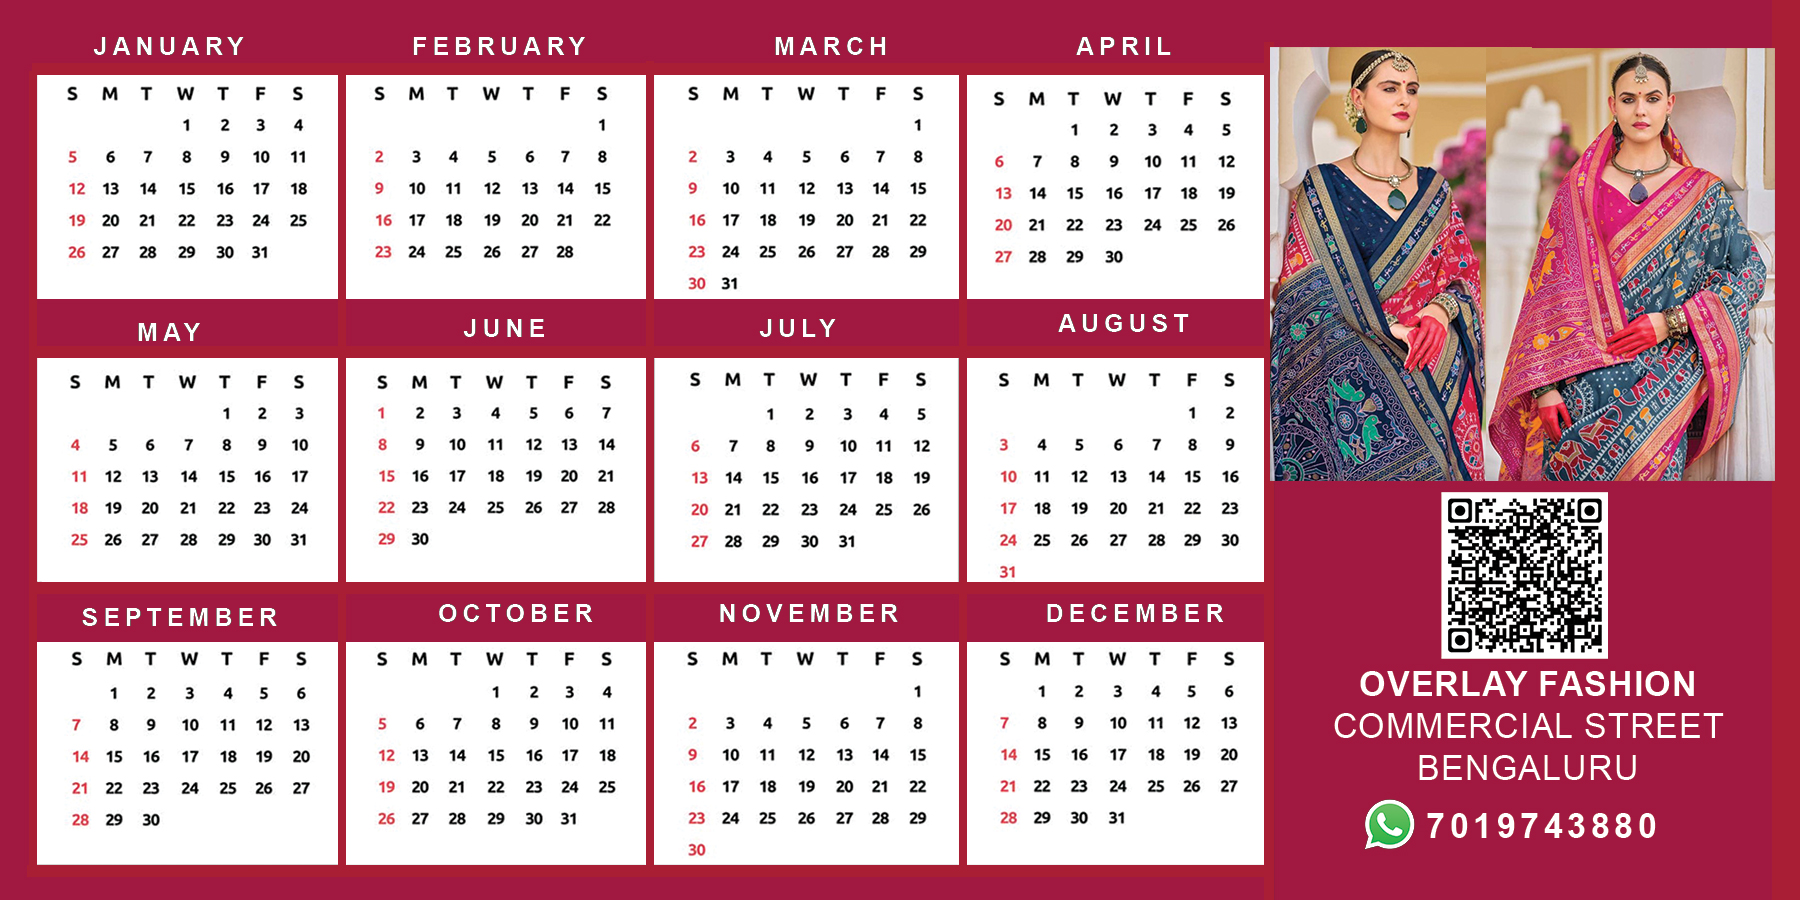 JANUARY
S M T W T F S
1 2 3 4
5 6 7 8 9 10 11
12 13 14 15 16 17 18
19 20 21 22 23 24 25
26 27 28 29 30 31
FEBRUARY
S M T W T F S
1
2 3 4 5 6 7 8
9 10 11 12 13 14 15
16 17 18 19 20 21 22
23 24 25 26 27 28
MARCH
S M T W T F S
1
2 3 4 5 6 7 8
9 10 11 12 13 14 15
16 17 18 19 20 21 22
23 24 25 26 27 28 29
30 31
APRIL
S M T W T F S
1 2 3 4 5
6 7 8 9 10 11 12
13 14 15 16 17 18 19
20 21 22 23 24 25 26
27 28 29 30
MAY
S M T W T F S
1 2 3
4 5 6 7 8 9 10
11 12 13 14 15 16 17
18 19 20 21 22 23 24
25 26 27 28 29 30 31
JUNE
S M T W T F S
1 2 3 4 5 6 7
8 9 10 11 12 13 14
15 16 17 18 19 20 21
22 23 24 25 26 27 28
29 30
JULY
S M T W T F S
1 2 3 4 5
6 7 8 9 10 11 12
13 14 15 16 17 18 19
20 21 22 23 24 25 26
27 28 29 30 31
AUGUST
S M T W T F S
1 2
3 4 5 6 7 8 9
10 11 12 13 14 15 16
17 18 19 20 21 22 23
24 25 26 27 28 29 30
31
SEPTEMBER
S M T W T F S
1 2 3 4 5 6
7 8 9 10 11 12 13
14 15 16 17 18 19 20
21 22 23 24 25 26 27
28 29 30
OCTOBER
S M T W T F S
1 2 3 4
5 6 7 8 9 10 11
12 13 14 15 16 17 18
19 20 21 22 23 24 25
26 27 28 29 30 31
NOVEMBER
S M T W T F S
1
2 3 4 5 6 7 8
9 10 11 12 13 14 15
16 17 18 19 20 21 22
23 24 25 26 27 28 29
30
DECEMBER
S M T W T F S
1 2 3 4 5 6
7 8 9 10 11 12 13
14 15 16 17 18 19 20
21 22 23 24 25 26 27
28 29 30 31
OVERLAY FASHION
COMMERCIAL STREET
BENGALURU
7019743880